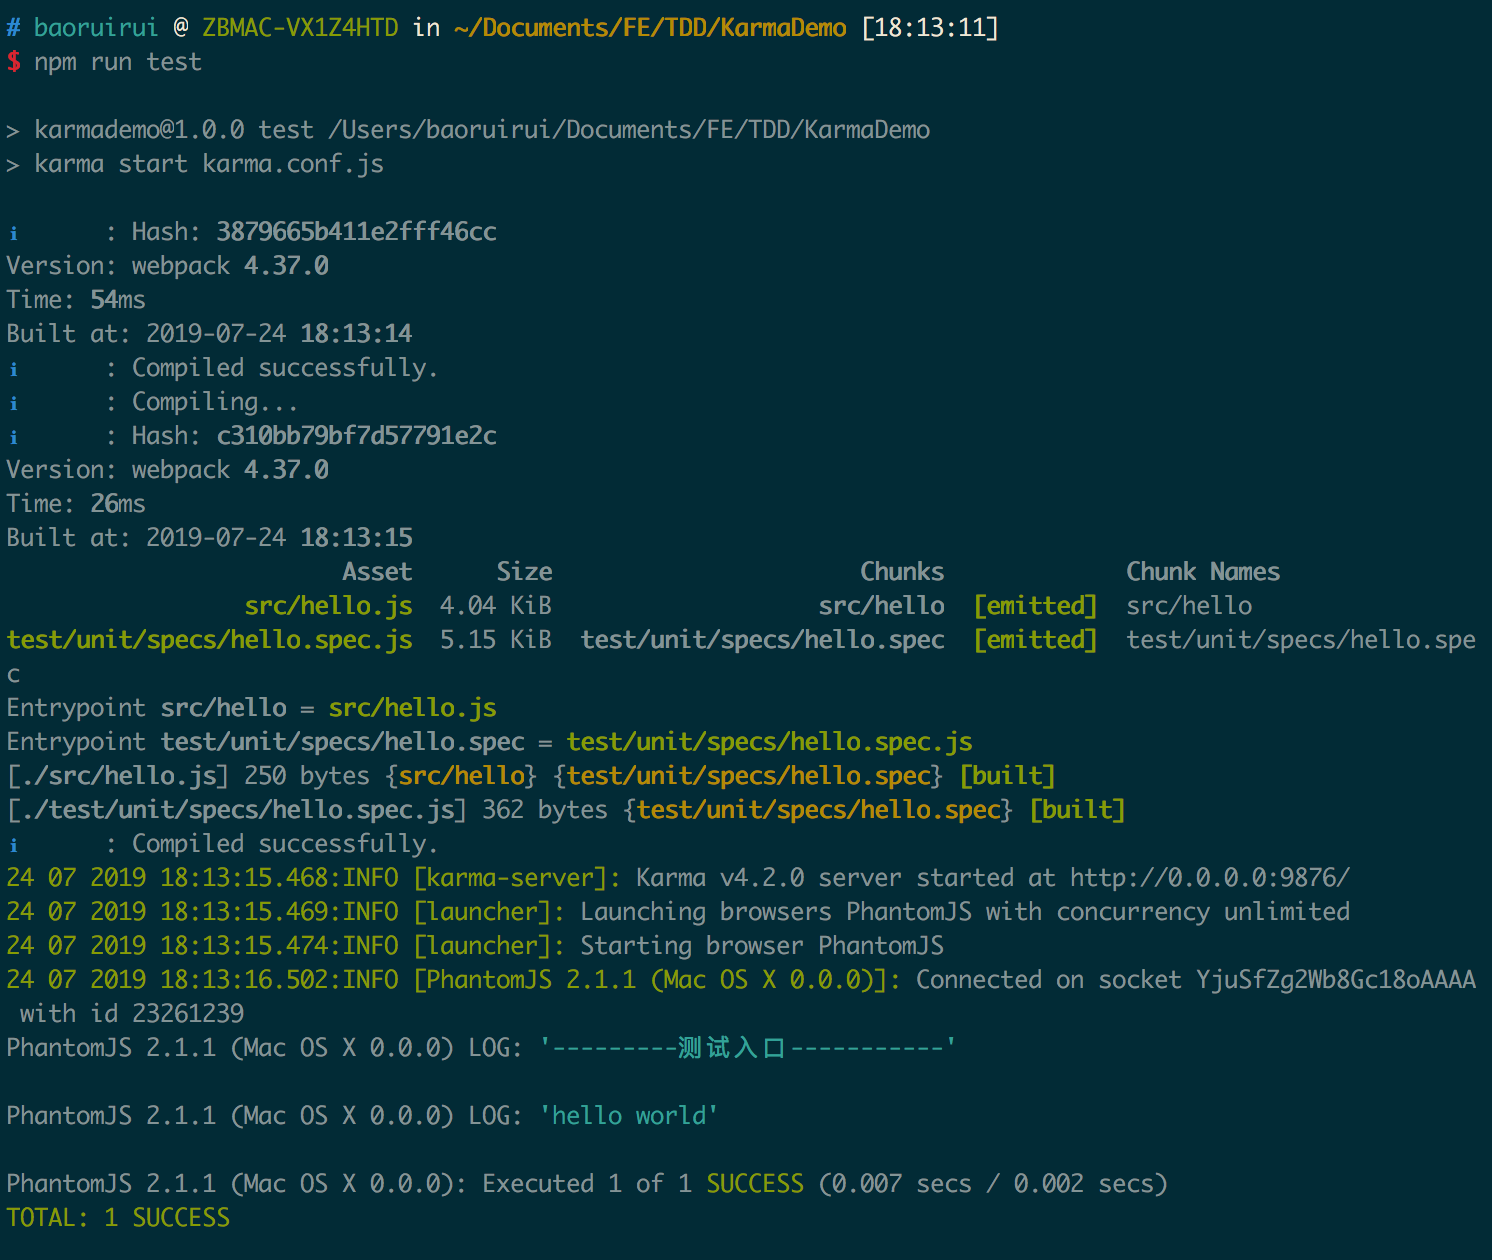 # baoruirui @ ZBMAC-VX1Z4HTD in ~/Documents/FE/TDD/KarmaDemo [18:13:11]
$ npm run test
> karmademo@1.0.0 test /Users/baoruirui/Documents/FE/TDD/KarmaDemo
> karma start karma.conf.js
ℹ : Hash: 3879665b411e2fff46cc
Version: webpack 4.37.0
Time: 54ms
Built at: 2019-07-24 18:13:14
ℹ : Compiled successfully.
ℹ : Compiling...
ℹ : Hash: c310bb79bf7d57791e2c
Version: webpack 4.37.0
Time: 26ms
Built at: 2019-07-24 18:13:15
Asset Size Chunks Chunk Names
src/hello.js 4.04 KiB src/hello [emitted] src/hello
test/unit/specs/hello.spec.js 5.15 KiB test/unit/specs/hello.spec [emitted] test/unit/specs/hello.spe
c
Entrypoint src/hello = src/hello.js
Entrypoint test/unit/specs/hello.spec = test/unit/specs/hello.spec.js
[./src/hello.js] 250 bytes {src/hello} {test/unit/specs/hello.spec} [built]
[./test/unit/specs/hello.spec.js] 362 bytes {test/unit/specs/hello.spec} [built]
ℹ : Compiled successfully.
24 07 2019 18:13:15.468:INFO [karma-server]: Karma v4.2.0 server started at http://0.0.0.0:9876/
24 07 2019 18:13:15.469:INFO [launcher]: Launching browsers PhantomJS with concurrency unlimited
24 07 2019 18:13:15.474:INFO [launcher]: Starting browser PhantomJS
24 07 2019 18:13:16.502:INFO [PhantomJS 2.1.1 (Mac OS X 0.0.0)]: Connected on socket YjuSfZg2Wb8Gc18oAAAA
with id 23261239
PhantomJS 2.1.1 (Mac OS X 0.0.0) LOG: '---------测试入口-----------'
PhantomJS 2.1.1 (Mac OS X 0.0.0) LOG: 'hello world'
PhantomJS 2.1.1 (Mac OS X 0.0.0): Executed 1 of 1 SUCCESS (0.007 secs / 0.002 secs)
TOTAL: 1 SUCCESS